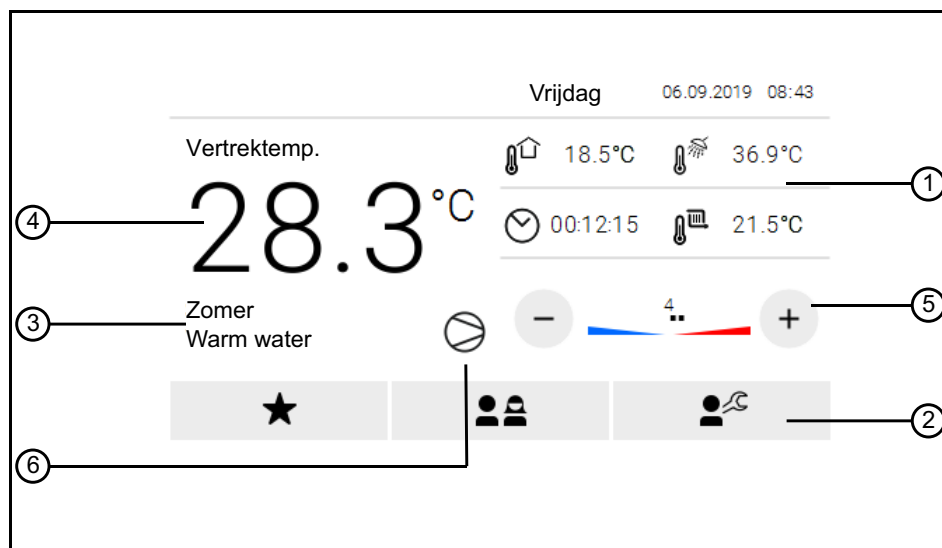 Vrijdag 06.09.2019 08:43
Vertrektemp.
18.5°C 36.9°C
1
28.3°C
4
00:12:15 21.5°C
Zomer
Warm water
3
− 4 +
5
2
6